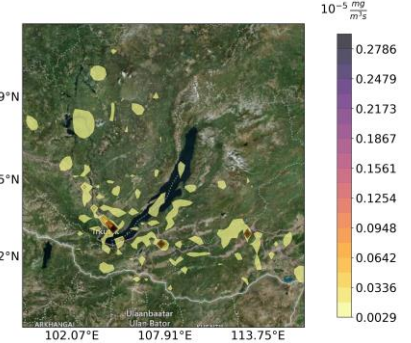 10⁻⁵ mg/m³s
9°N
5°N
2°N
0.2786
0.2479
0.2173
0.1867
0.1561
0.1254
0.0948
0.0642
0.0336
0.0029
Ulaanbaatar
Ulan Bator
ARKHANGAI
102.07°E 107.91°E 113.75°E